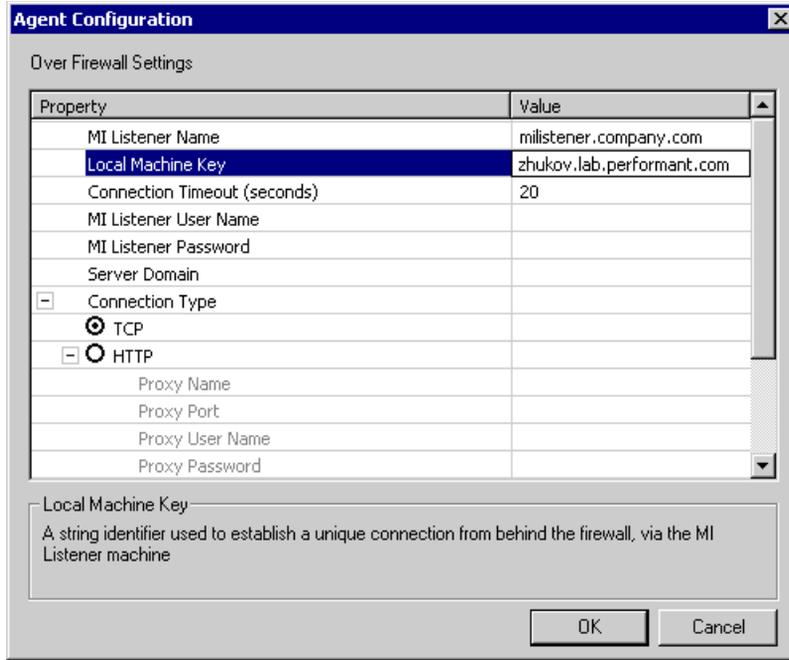 Agent Configuration
Over Firewall Settings
Property Value
MI Listener Name milistener.company.com
Local Machine Key zhukov.lab.performant.com
Connection Timeout (seconds) 20
MI Listener User Name
MI Listener Password
Server Domain
Connection Type
TCP
HTTP
Proxy Name
Proxy Port
Proxy User Name
Proxy Password
Local Machine Key
A string identifier used to establish a unique connection from behind the firewall, via the MI
Listener machine
OK Cancel